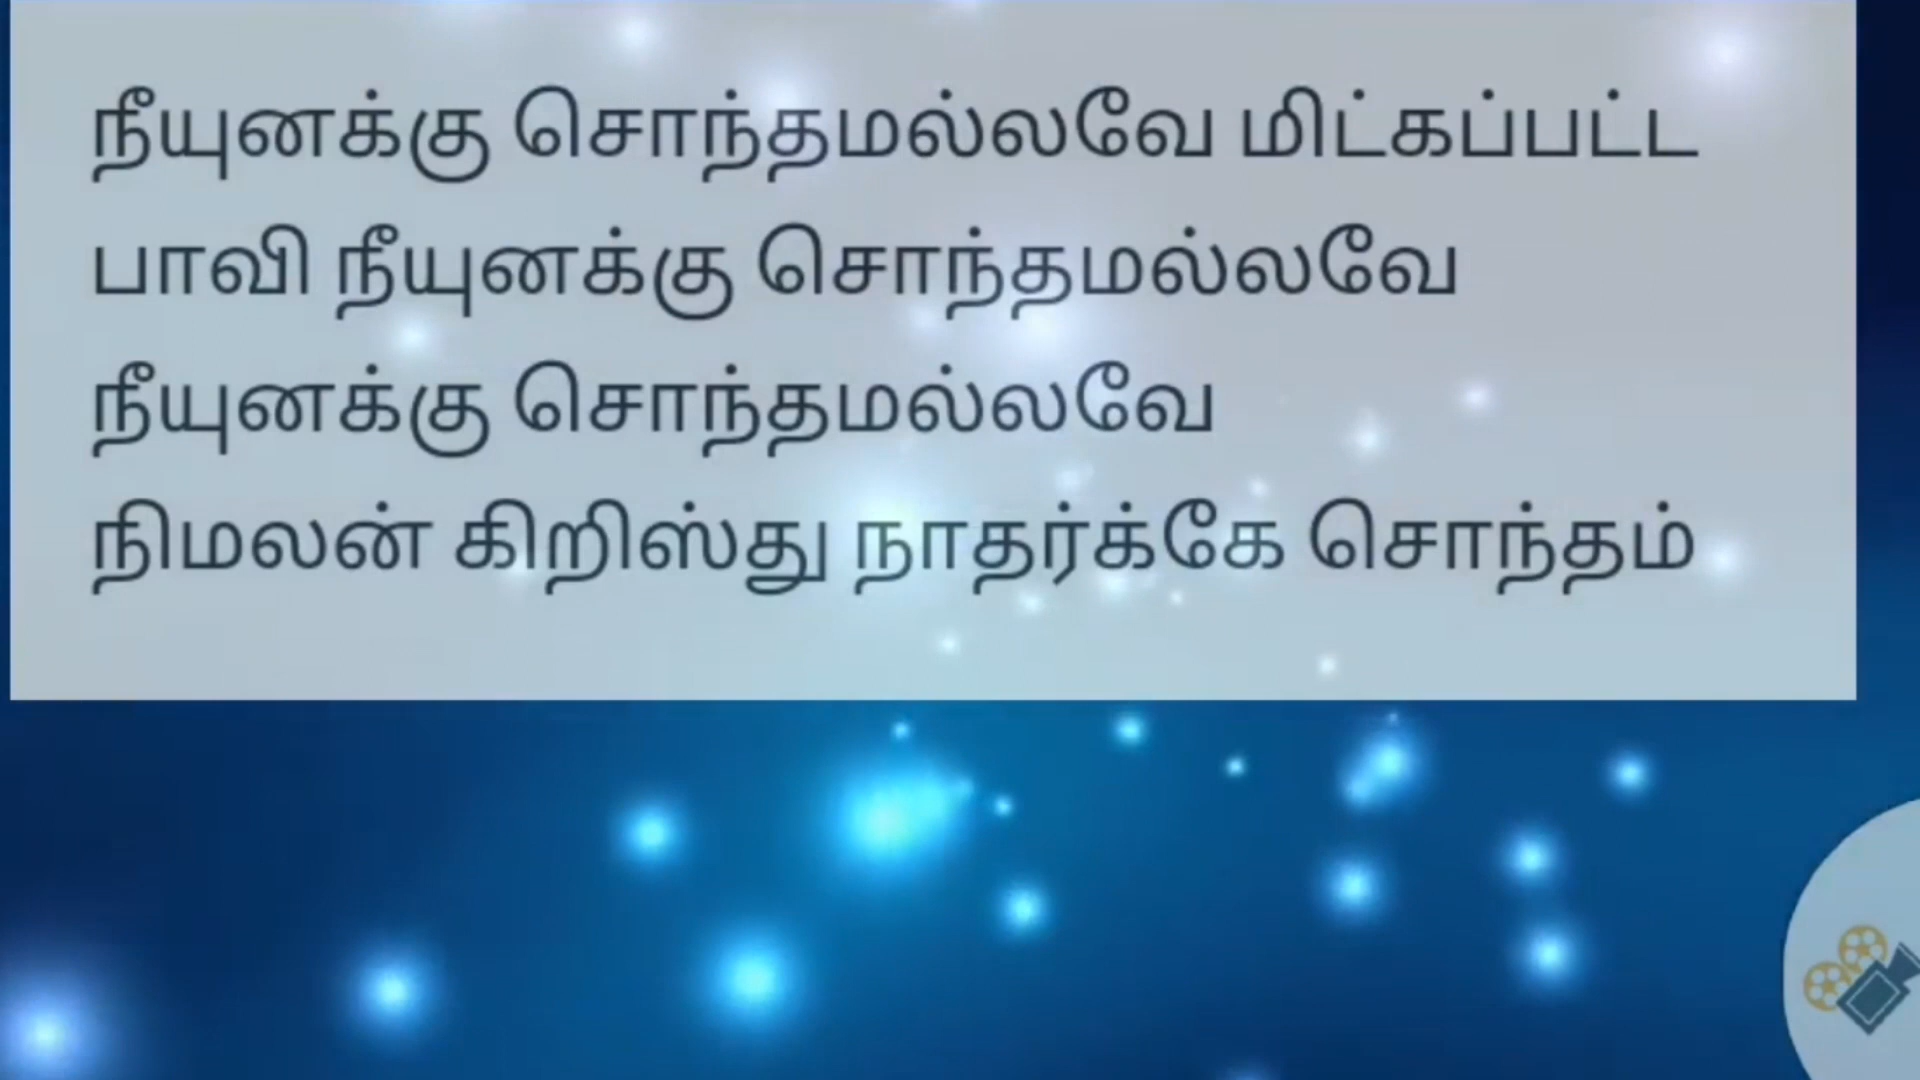 நீயுனக்கு சொந்தமல்லவே மிட்கப்பட்ட
பாவி நீயுனக்கு சொந்தமல்லவே
நீயுனக்கு சொந்தமல்லவே
நிமலன் கிறிஸ்து நாதர்க்கே சொந்தம்